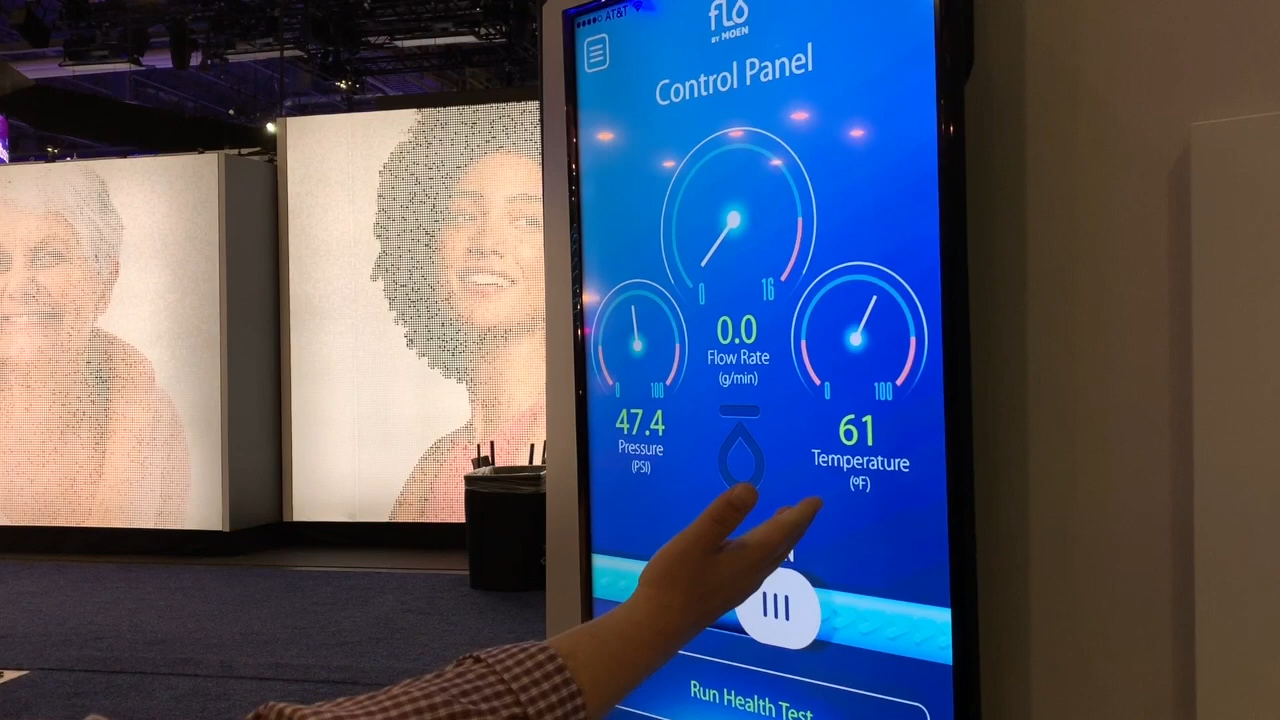 AT&T
flo
BY MOEN
Control Panel
0 16
0.0
Flow Rate
(g/min)
0 100
47.4
Pressure
(PSI)
0 100
61
Temperature
(ºF)
Run Health Test